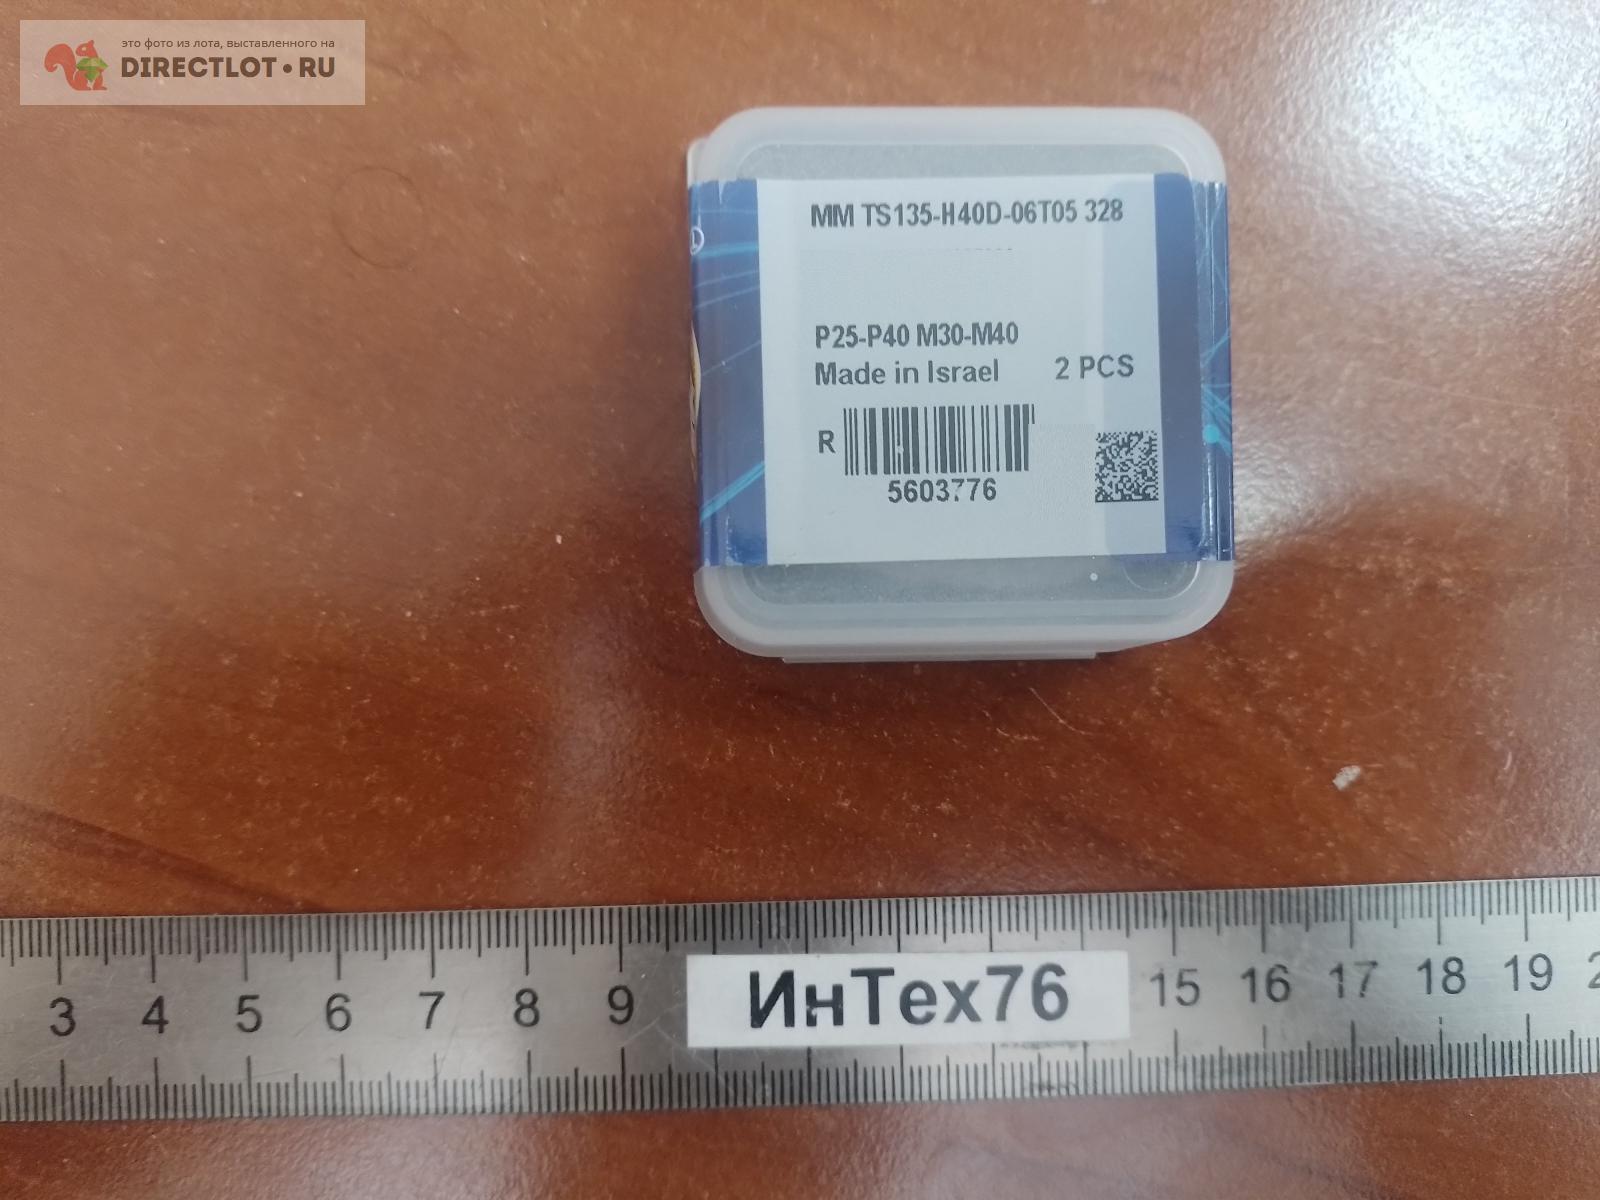 это фото из лота, выставленного на
DIRECTLOT•RU
MM TS135-H40D-06T05 328
P25-P40 M30-M40
Made in Israel 2 PCS
R
5603776
3 4 5 6 7 8 9 ИнТех76 15 16 17 18 19